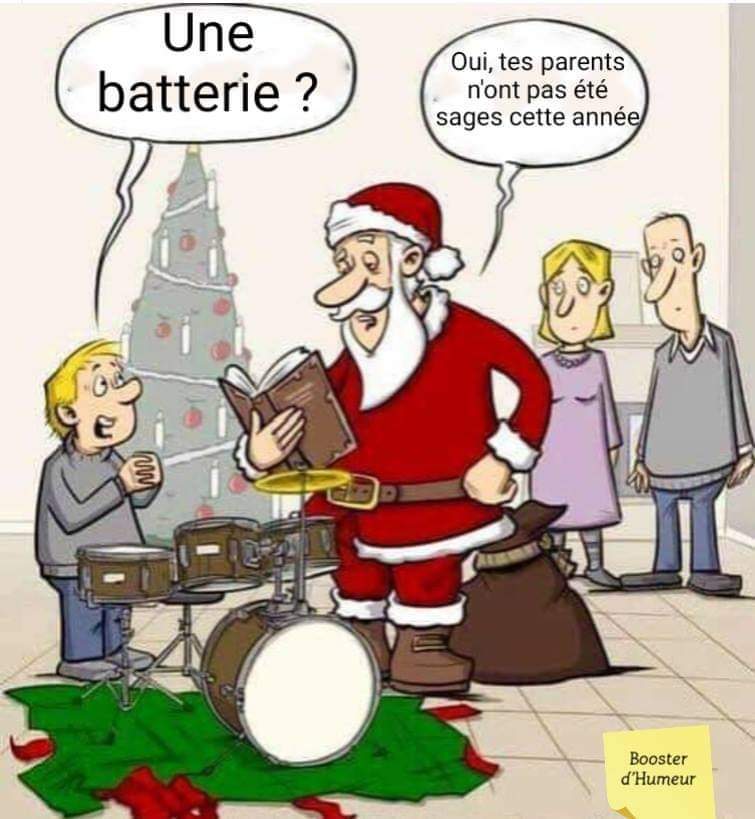 Une
batterie ?
Oui, tes parents
n'ont pas été
sages cette année
Booster
d'Humeur